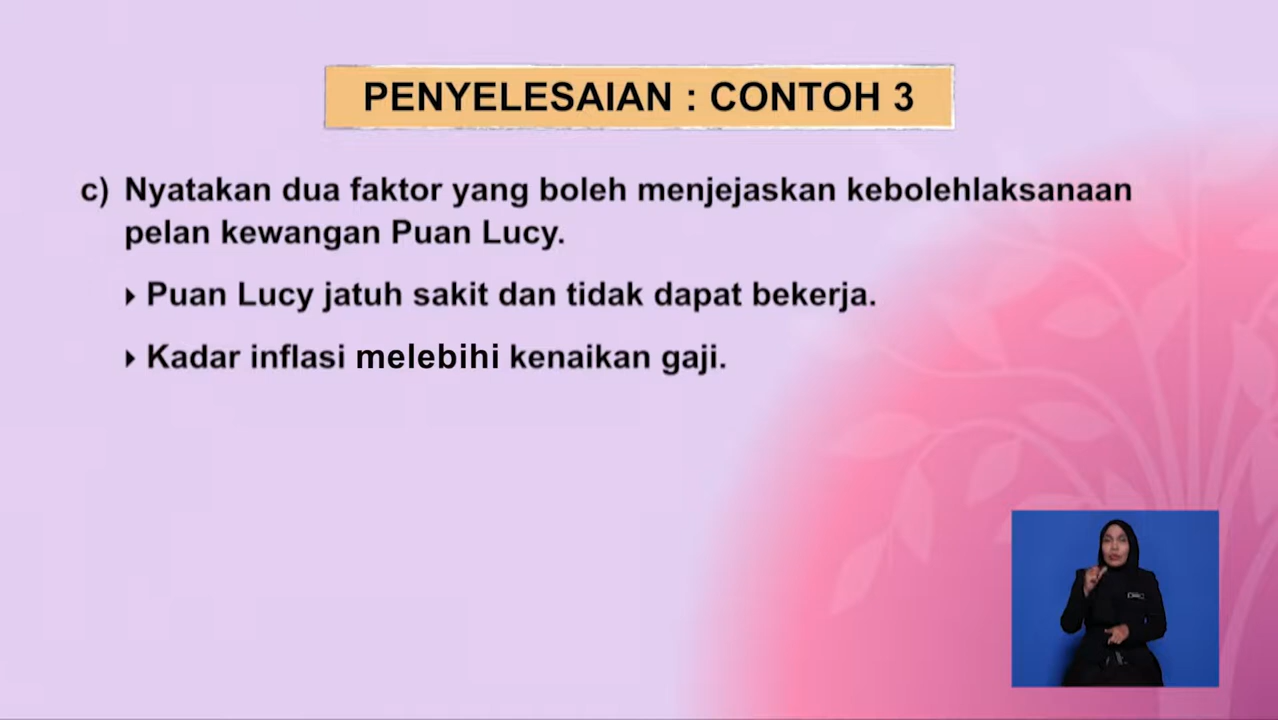 PENYELESAIAN : CONTOH 3
c) Nyatakan dua faktor yang boleh menjejaskan kebolehlaksanaan
pelan kewangan Puan Lucy.
Puan Lucy jatuh sakit dan tidak dapat bekerja.
Kadar inflasi melebihi kenaikan gaji.